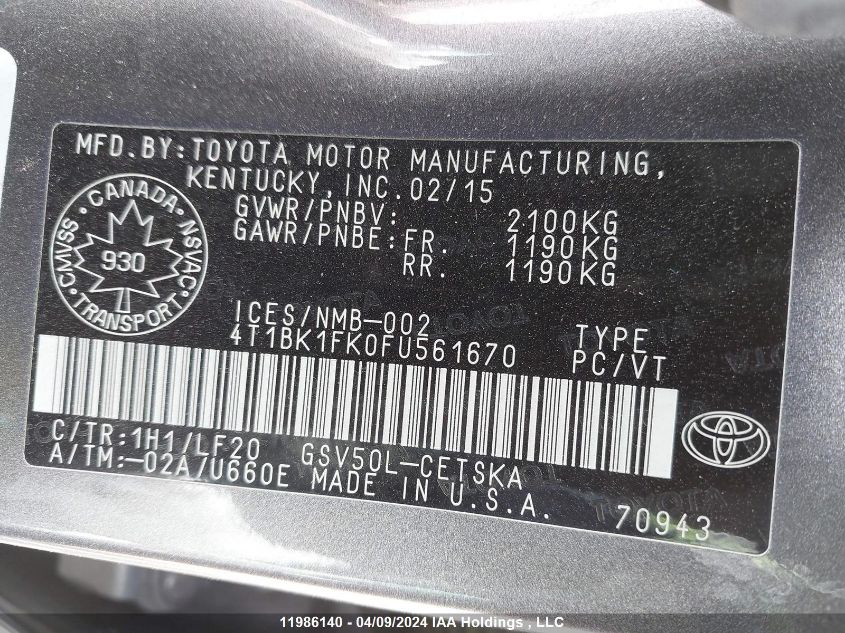 MFD.BY:TOYOTA MOTOR MANUFACTURING,
KENTUCKY, INC.02/15
GVWR/PNBV: 2100KG
GAWR/PNBE:FR. 1190KG
RR. 1190KG
CANADA
CMVSS NSVAC
930
TRANSPORT
ICES/NMB-002
4T1BK1FK0FU561670
TYPE
PC/VT
C/TR:1H1/LF20 GSV50L-CETSKA
A/TM:-02A/U660E MADE IN U.S.A.
70943
11986140 - 04/09/2024 IAA Holdings , LLC